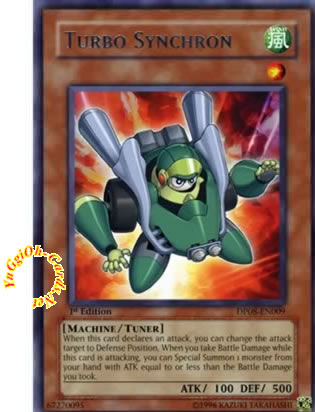 TURBO SYNCHRON
風
YuGgiOh-Cards.Net
1st Edition
DP08-EN009
[MACHINE/TUNER]
When this card declares an attack, you can change the attack
target to Defense Position. When you take Battle Damage while
this card is attacking, you can Special Summon 1 monster from
your hand with ATK equal to or less than the Battle Damage
you took.
ATK/ 100 DEF/ 500
67270095
©1996 KAZUKI TAKAHASHI